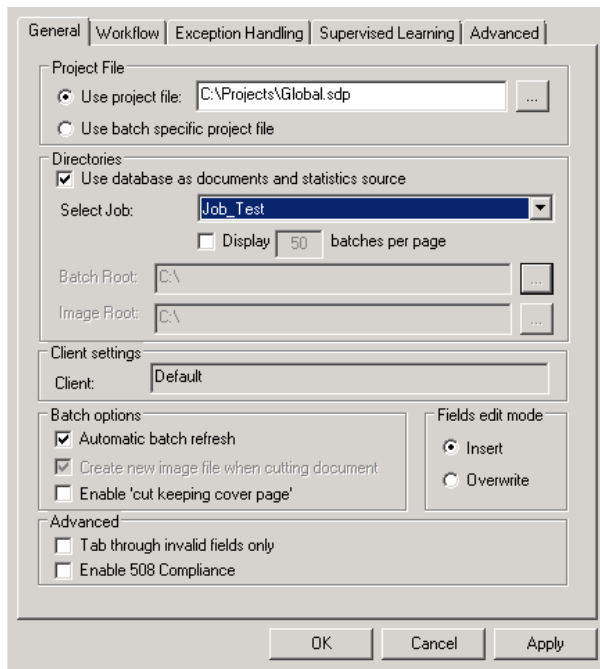 General Workflow Exception Handling Supervised Learning Advanced
Project File
Use project file: C:\Projects\Global.sdp ...
Use batch specific project file
Directories
Use database as documents and statistics source
Select Job: Job_Test
Display 50 batches per page
Batch Root: C:\ ...
Image Root: C:\ ...
Client settings
Client: Default
Batch options
Automatic batch refresh
Create new image file when cutting document
Enable 'cut keeping cover page'
Fields edit mode
Insert
Overwrite
Advanced
Tab through invalid fields only
Enable 508 Compliance
OK Cancel Apply